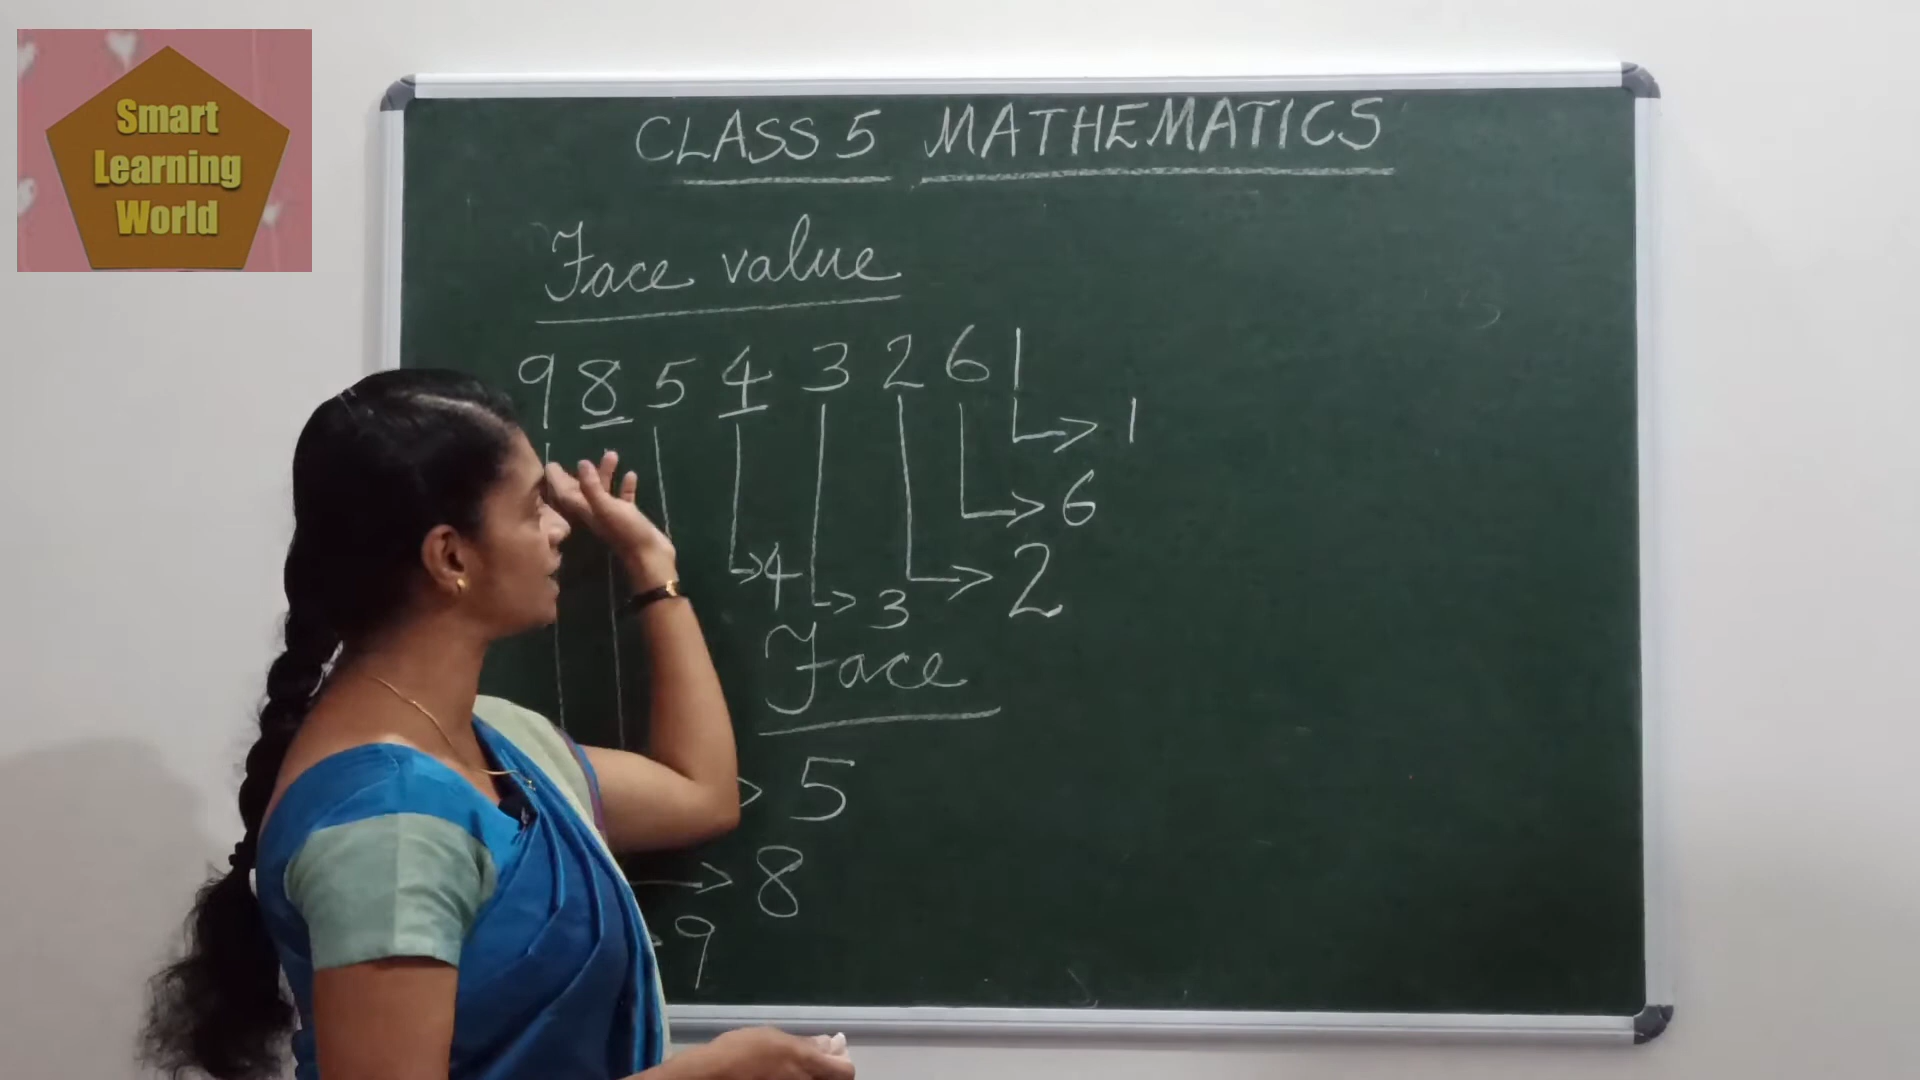 Smart
Learning
World
CLASS 5 MATHEMATICS
Face value
9 8 5 4 3 2 6 1
1
6
2
4
3
Face
5
8
9